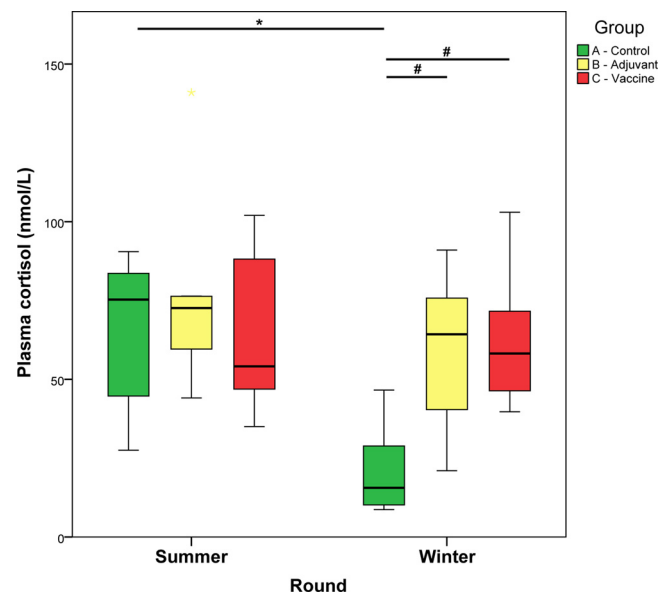 Group
A - Control
B - Adjuvant
C - Vaccine
*
#
#
*
150
100
50
0
Plasma cortisol (nmol/L)
Summer
Winter
Round